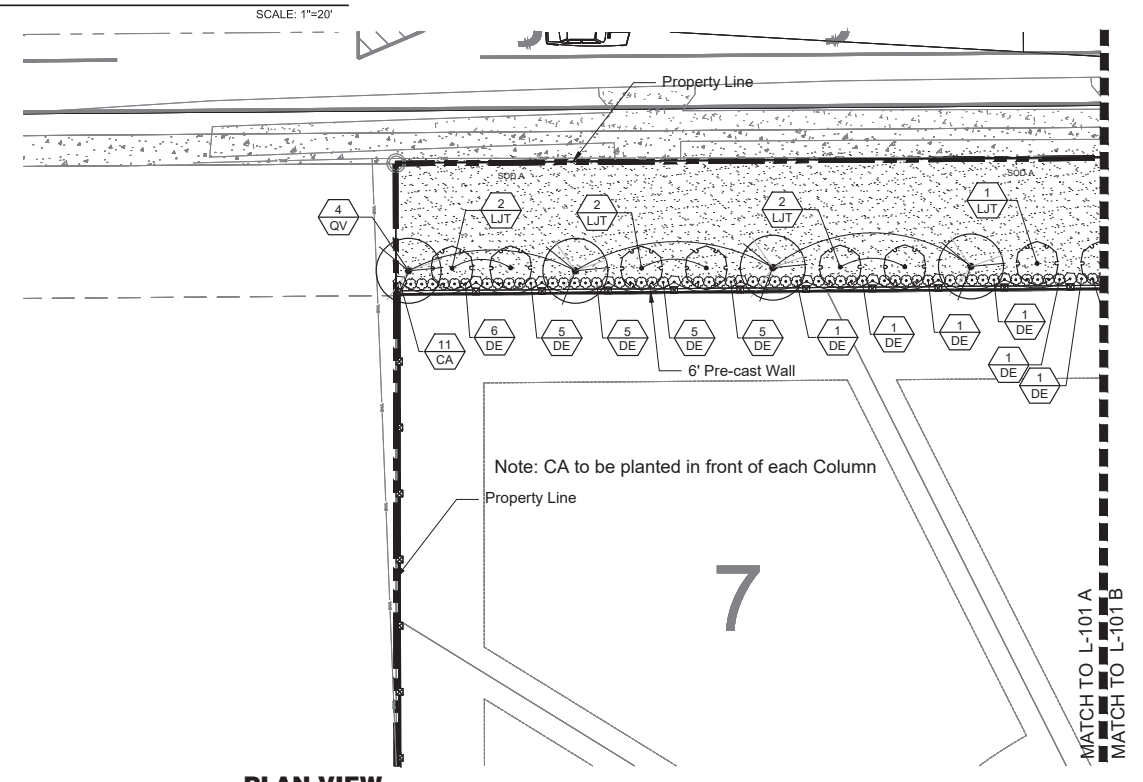 SCALE: 1"=20'
Property Line
SOD A
SOD A
4
QV
2
LJT
2
LJT
2
LJT
1
LJT
11
CA
6
DE
5
DE
5
DE
5
DE
5
DE
1
DE
1
DE
1
DE
1
DE
1
DE
1
DE
6' Pre-cast Wall
Note: CA to be planted in front of each Column
Property Line
7
MATCH TO L-101 A
MATCH TO L-101 B
PLAN VIEW